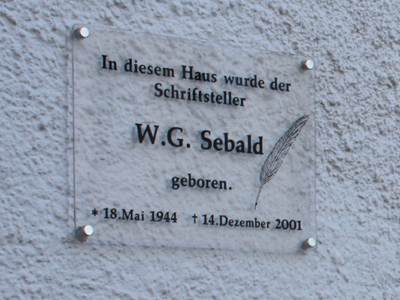 In diesem Haus wurde der
Schriftsteller
W.G. Sebald
geboren.
* 18.Mai 1944 † 14.Dezember 2001